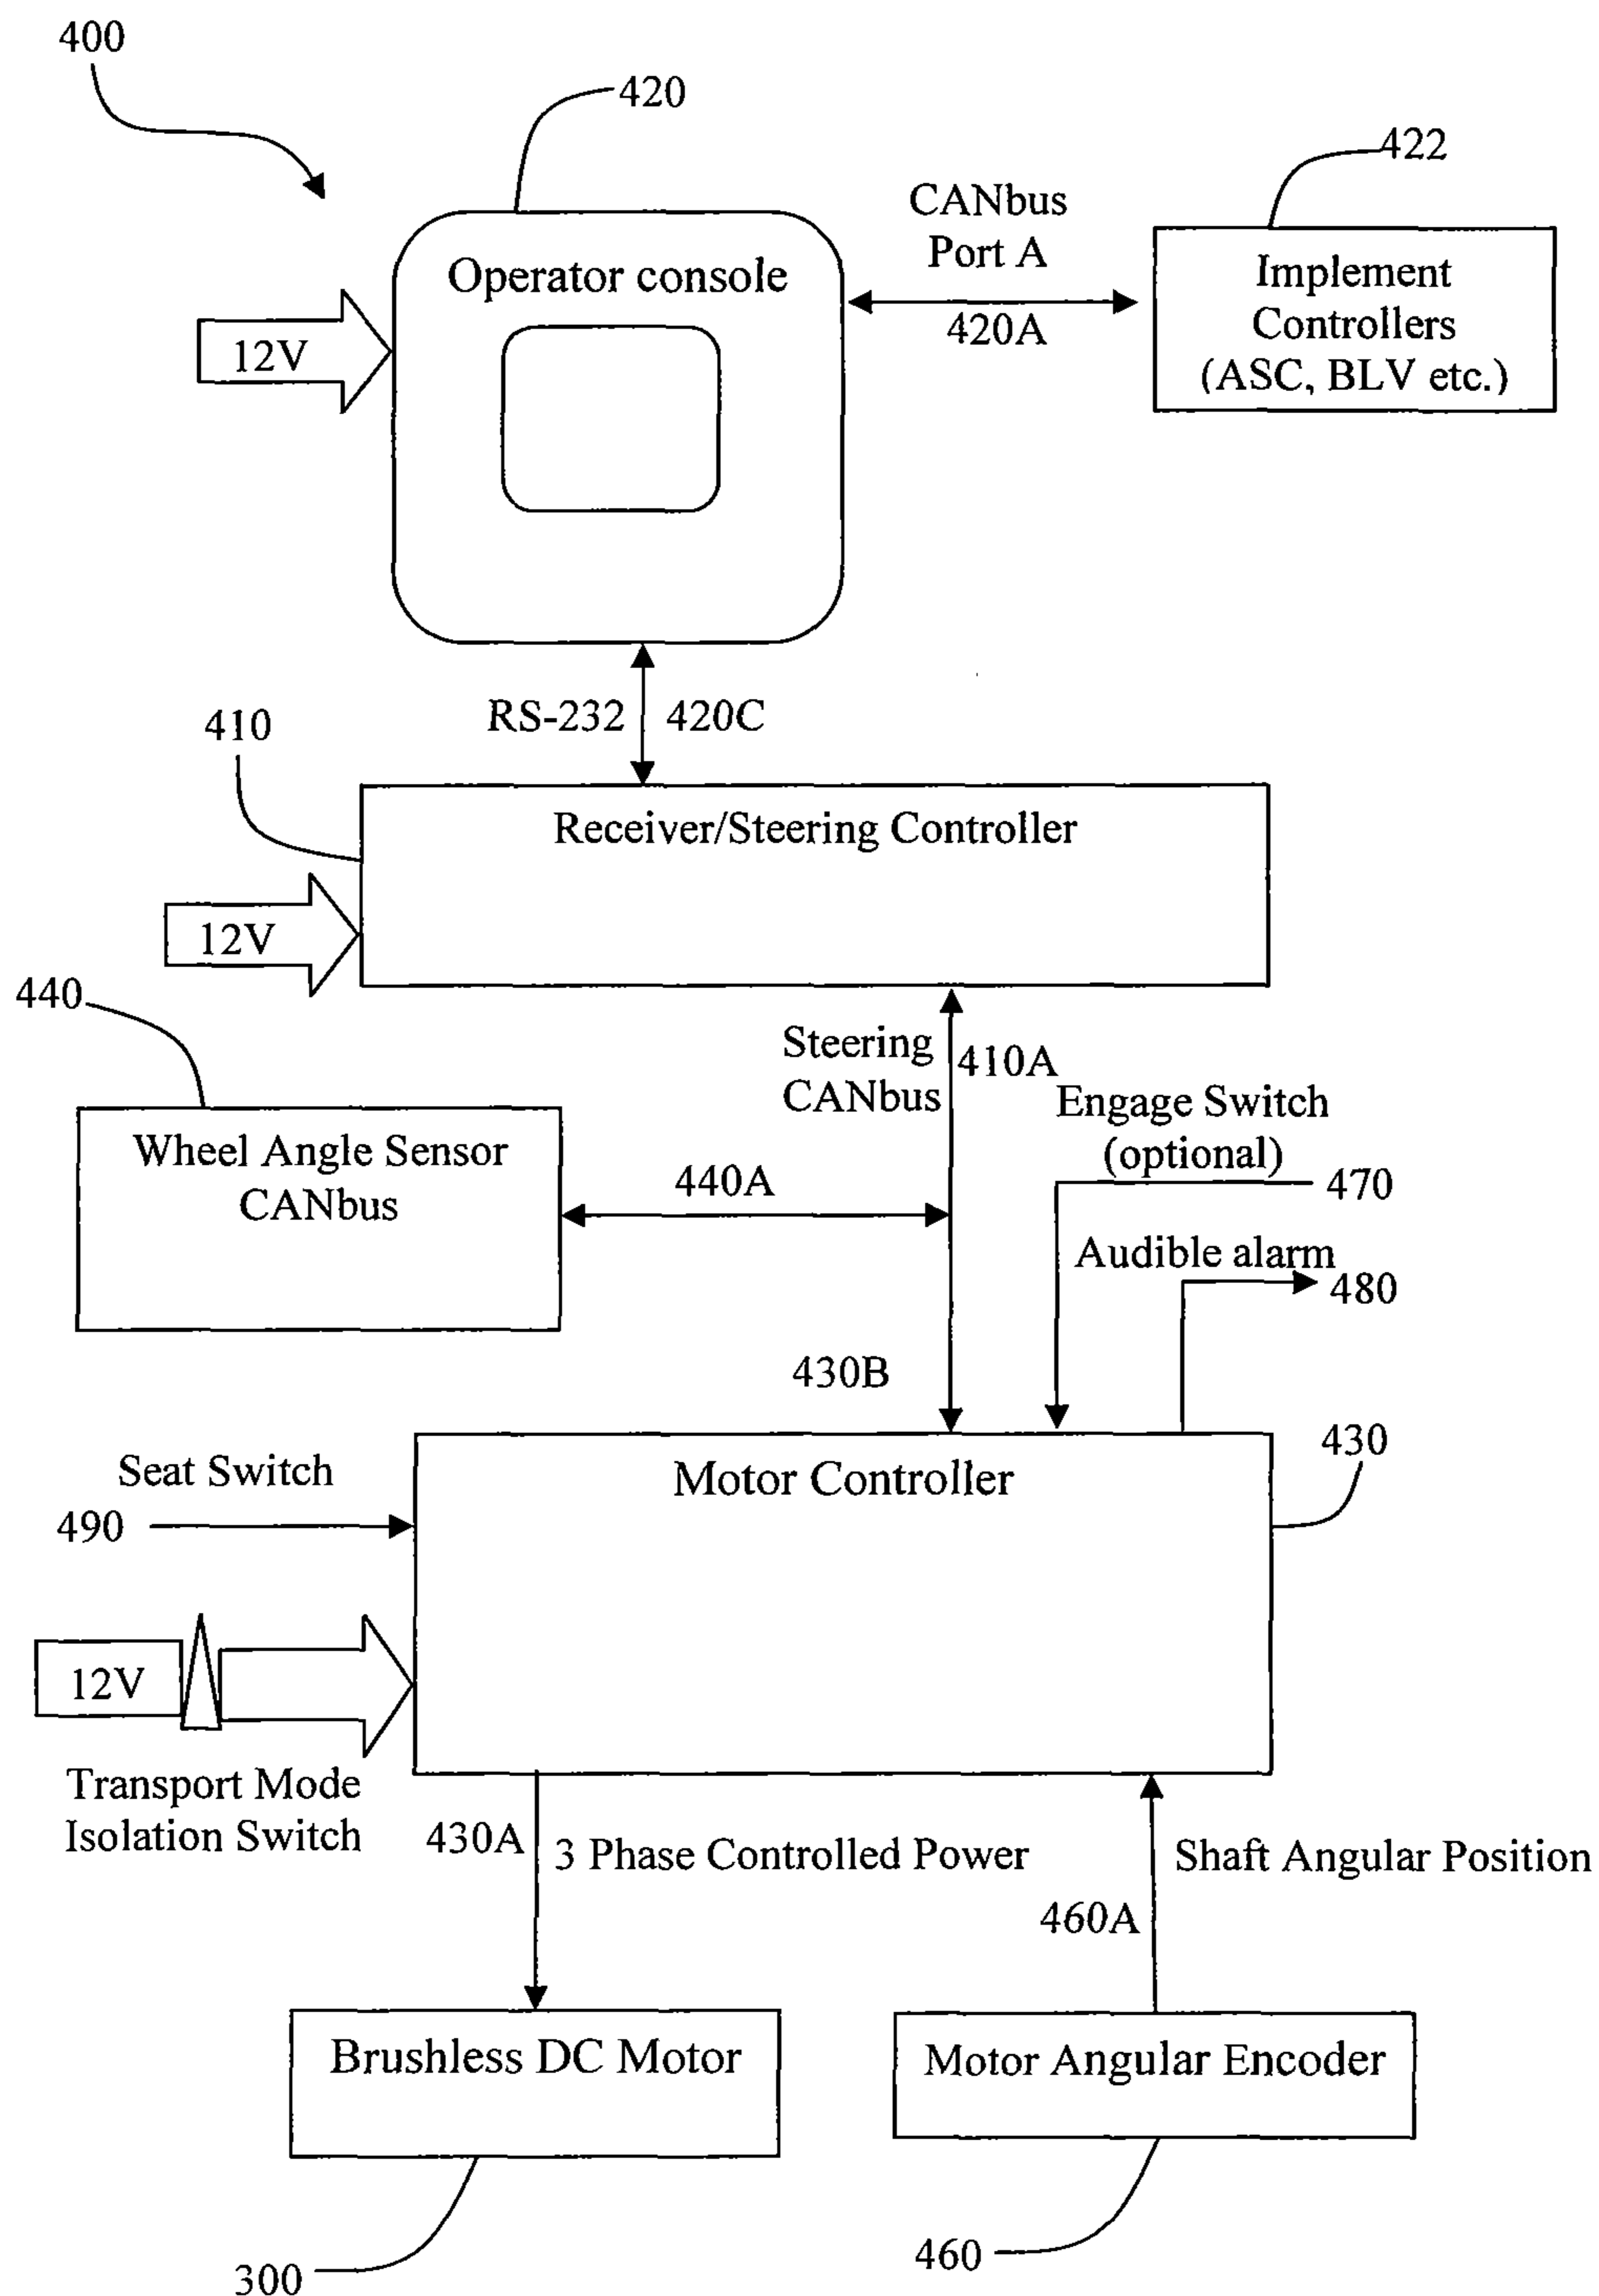 400
420
422
CANbus
Port A
420A
Operator console
Implement
Controllers
(ASC, BLV etc.)
12V
RS-232
420C
410
Receiver/Steering Controller
12V
440
Steering
CANbus
410A
Engage Switch
(optional)
470
Wheel Angle Sensor
CANbus
440A
Audible alarm
480
430B
430
Seat Switch
490
Motor Controller
12V
Transport Mode
Isolation Switch
430A
3 Phase Controlled Power
Shaft Angular Position
460A
Brushless DC Motor
Motor Angular Encoder
300
460